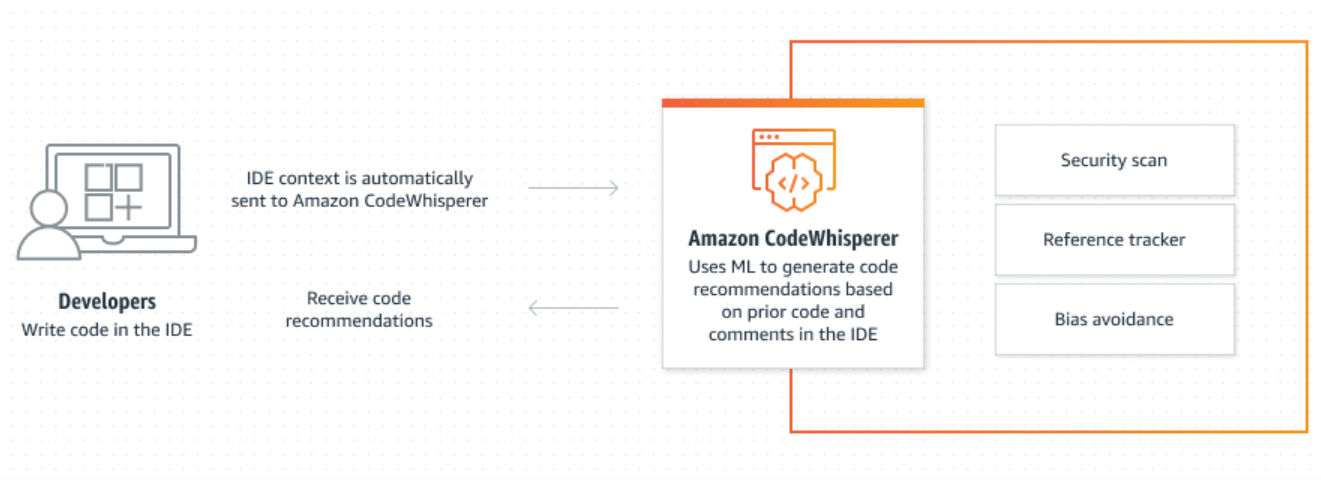 IDE context is automatically
sent to Amazon CodeWhisperer
Developers
Write code in the IDE
Receive code
recommendations
</>
Amazon CodeWhisperer
Uses ML to generate code
recommendations based
on prior code and
comments in the IDE
Security scan
Reference tracker
Bias avoidance